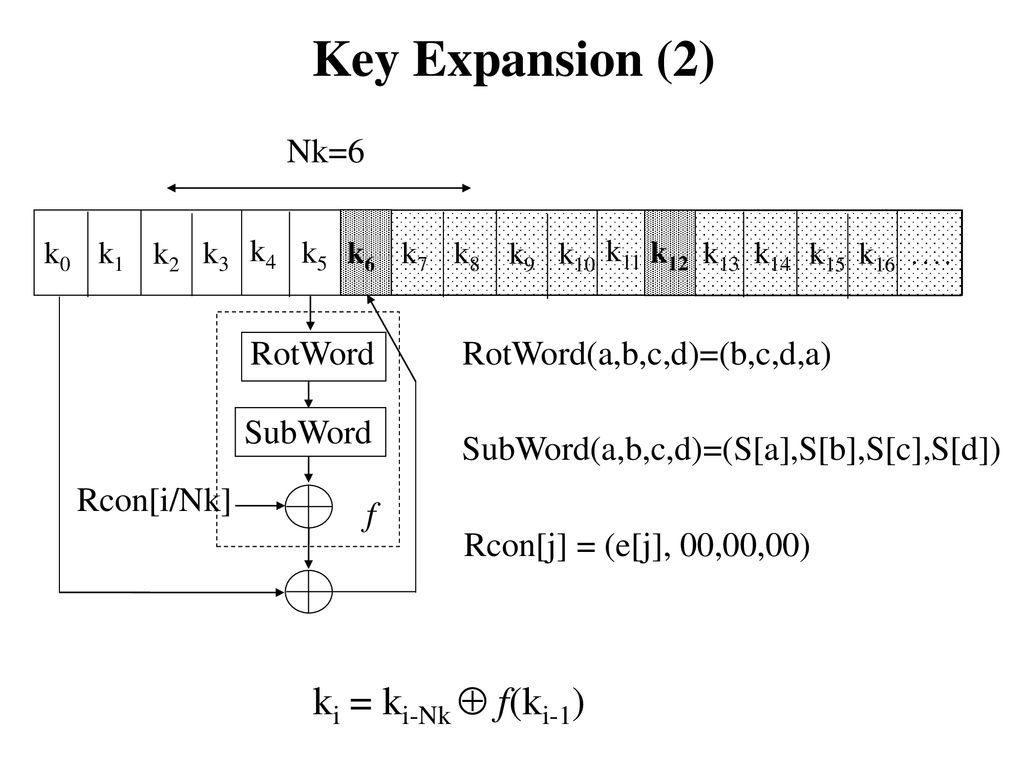 Key Expansion (2)
Nk=6
k0 k1 k2 k3 k4 k5 k6 k7 k8 k9 k10 k11 k12 k13 k14 k15 k16 ....
RotWord RotWord(a,b,c,d)=(b,c,d,a)
SubWord
SubWord(a,b,c,d)=(S[a],S[b],S[c],S[d])
Rcon[i/Nk]
f
Rcon[j] = (e[j], 00,00,00)
ki = ki-Nk ⊕ f(ki-1)